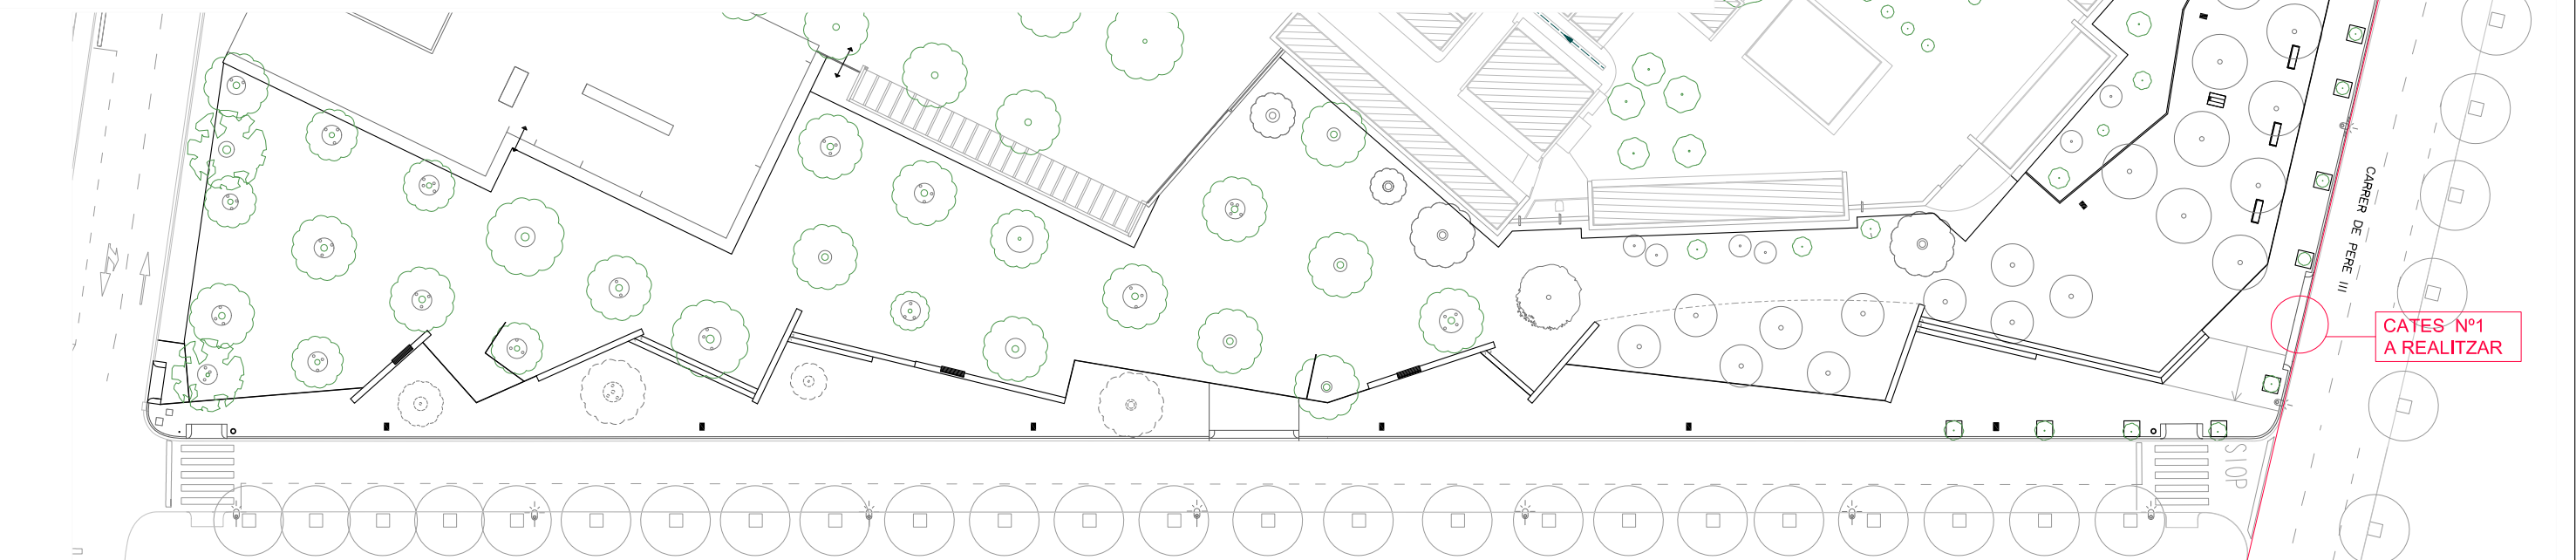 CARRER DE PERE III
CATES Nº1
A REALITZAR
STOP